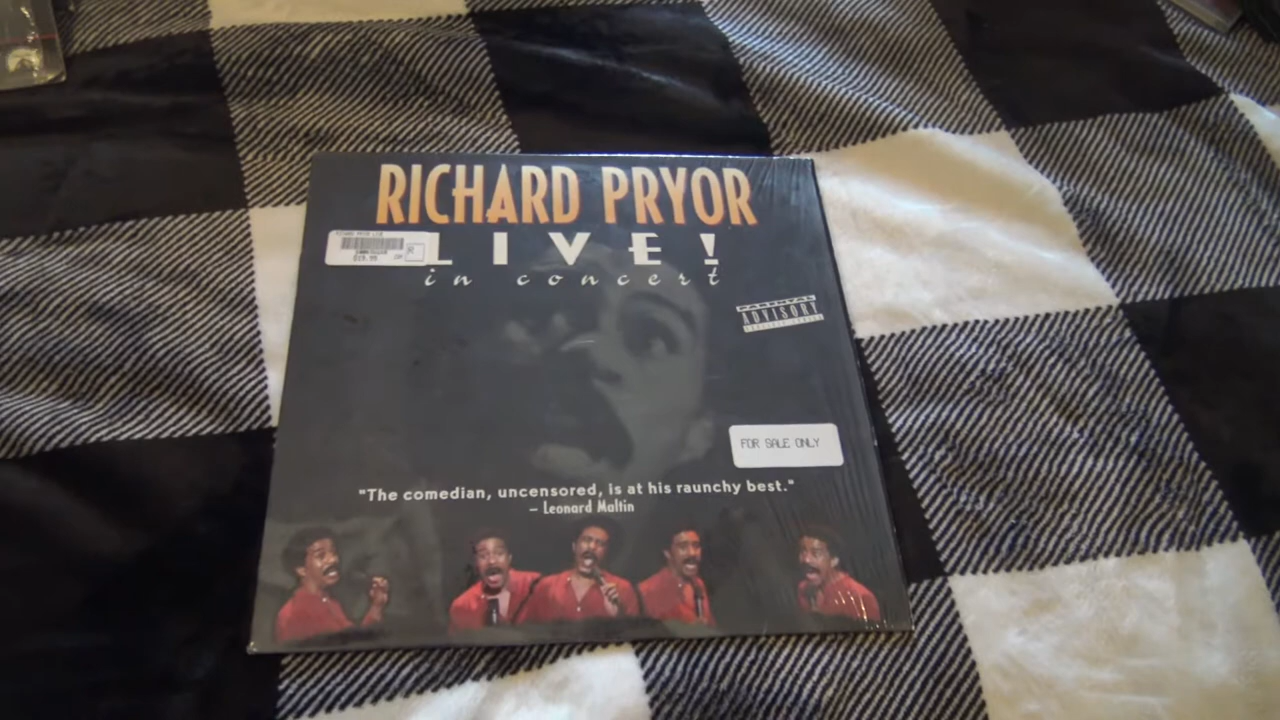 RICHARD PRYOR
LIVE!
in concert
PARENTAL
ADVISORY
FOR SALE ONLY
"The comedian, uncensored, is at his raunchy best."
– Leonard Maltin